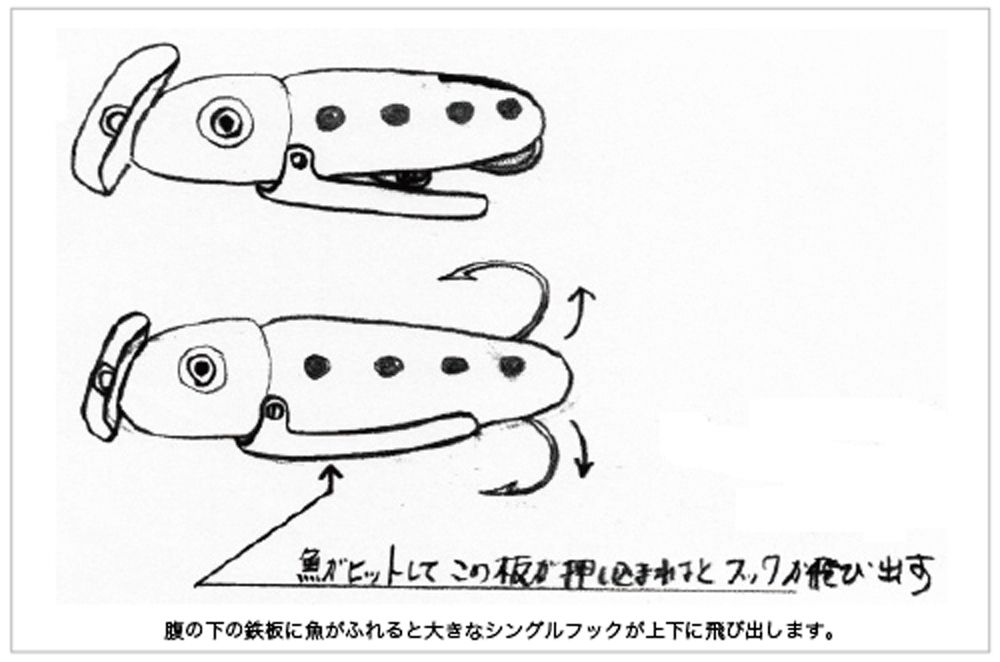 魚がヒットしてこの板が押し込まれるとフックが飛び出す
腹の下の鉄板に魚がふれると大きなシングルフックが上下に飛び出します。